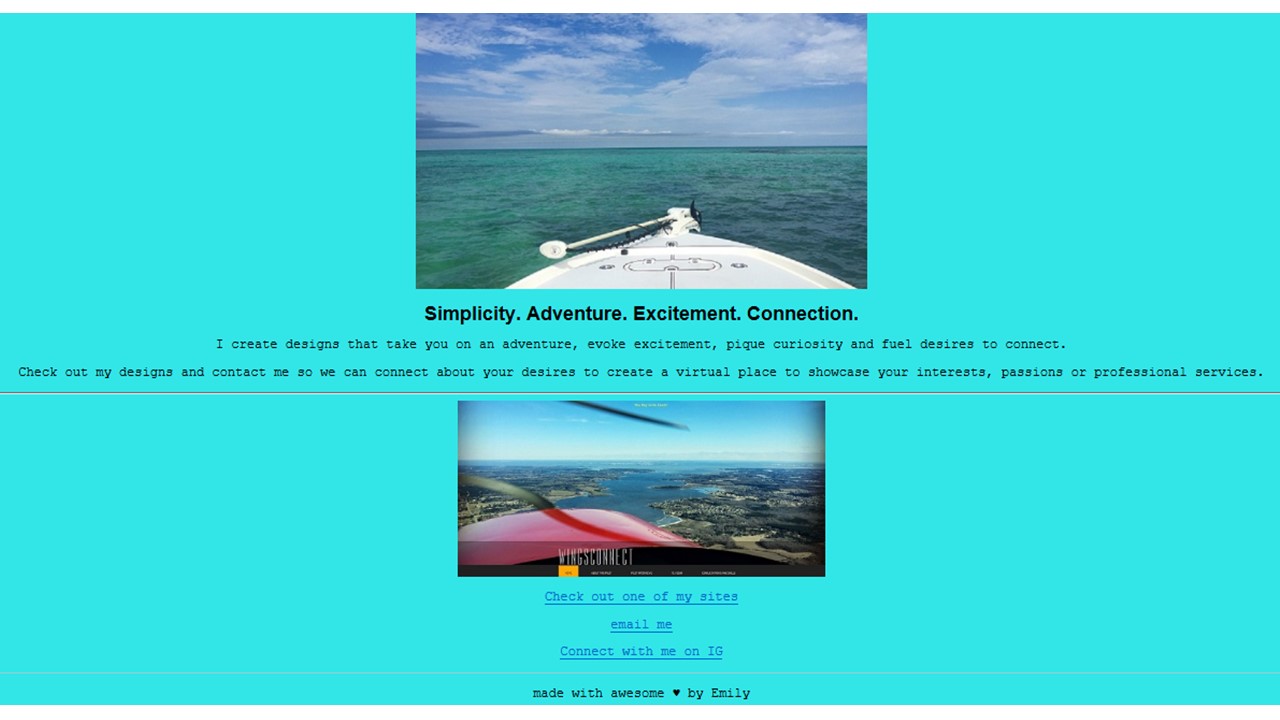 Simplicity. Adventure. Excitement. Connection.
I create designs that take you on an adventure, evoke excitement, pique curiosity and fuel desires to connect.
Check out my designs and contact me so we can connect about your desires to create a virtual place to showcase your interests, passions or professional services.
WINGSCONNECT
Check out one of my sites
email me
Connect with me on IG
made with awesome ♥ by Emily